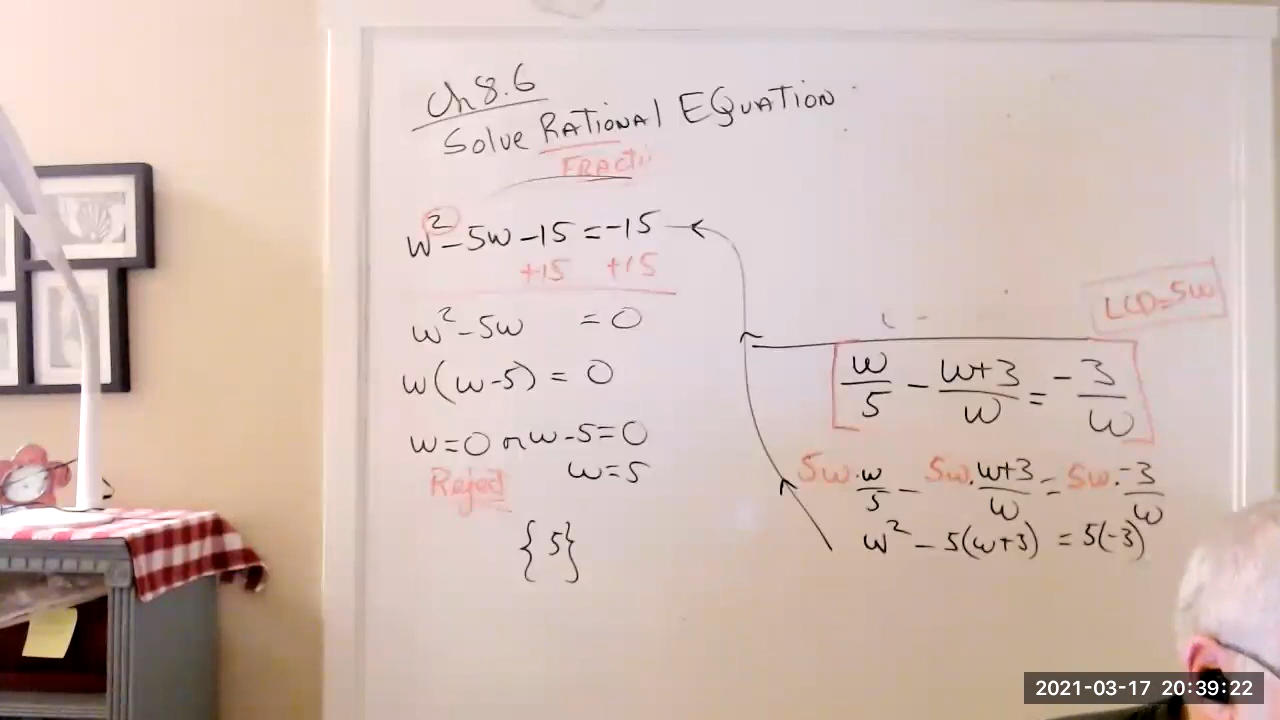 Ch 8.6
Solve RATIONAL EQUATION
FRACTI
w² - 5w - 15 = -15
+15 +15
w² - 5w = 0
w(w-5) = 0
w=0 or w-5=0
Reject w=5
{5}
LCD=5w
w/5 - (w+3)/w = -3/w
5w·w/5 - 5w·(w+3)/w = 5w·-3/w
w² - 5(w+3) = 5(-3)
2021-03-17 20:39:22